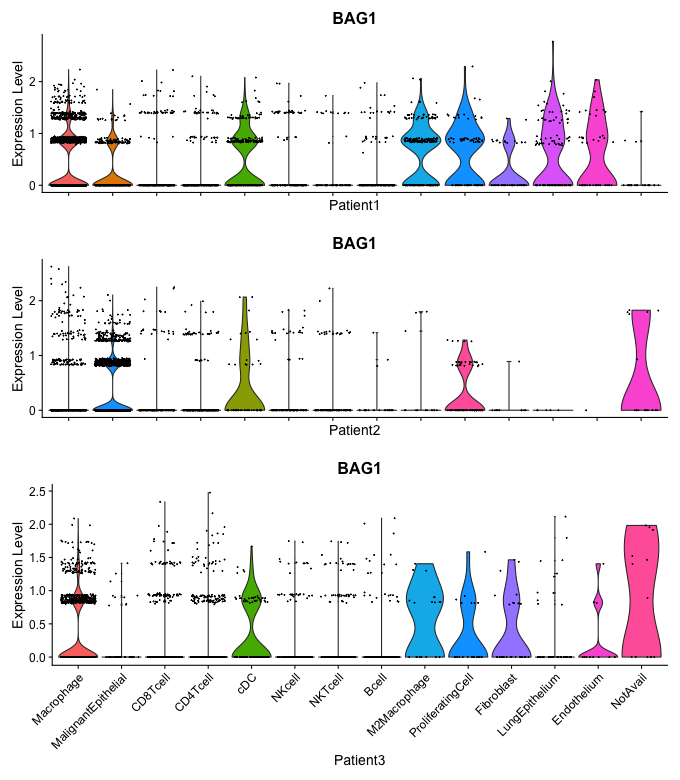 BAG1
Expression Level
2
1
0
Patient1
BAG1
Expression Level
2
1
0
Patient2
BAG1
Expression Level
2.5
2.0
1.5
1.0
0.5
0.0
Macrophage
MalignantEpithelial
CD8Tcell
CD4Tcell
cDC
NKcell
NKTcell
Bcell
M2Macrophage
ProliferatingCell
Fibroblast
LungEpithelium
Endothelium
NotAvail
Patient3